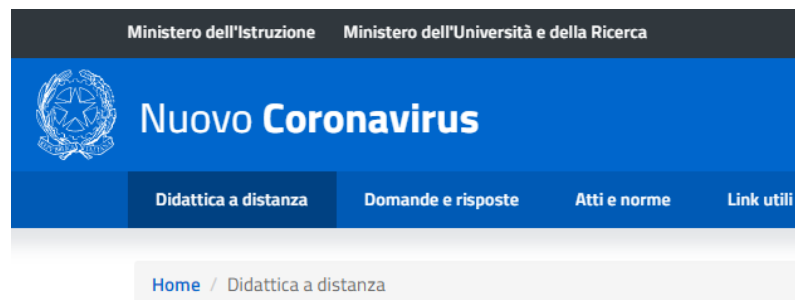 Ministero dell'Istruzione Ministero dell'Università e della Ricerca
Nuovo Coronavirus
Didattica a distanza Domande e risposte Atti e norme Link utili
Home / Didattica a distanza